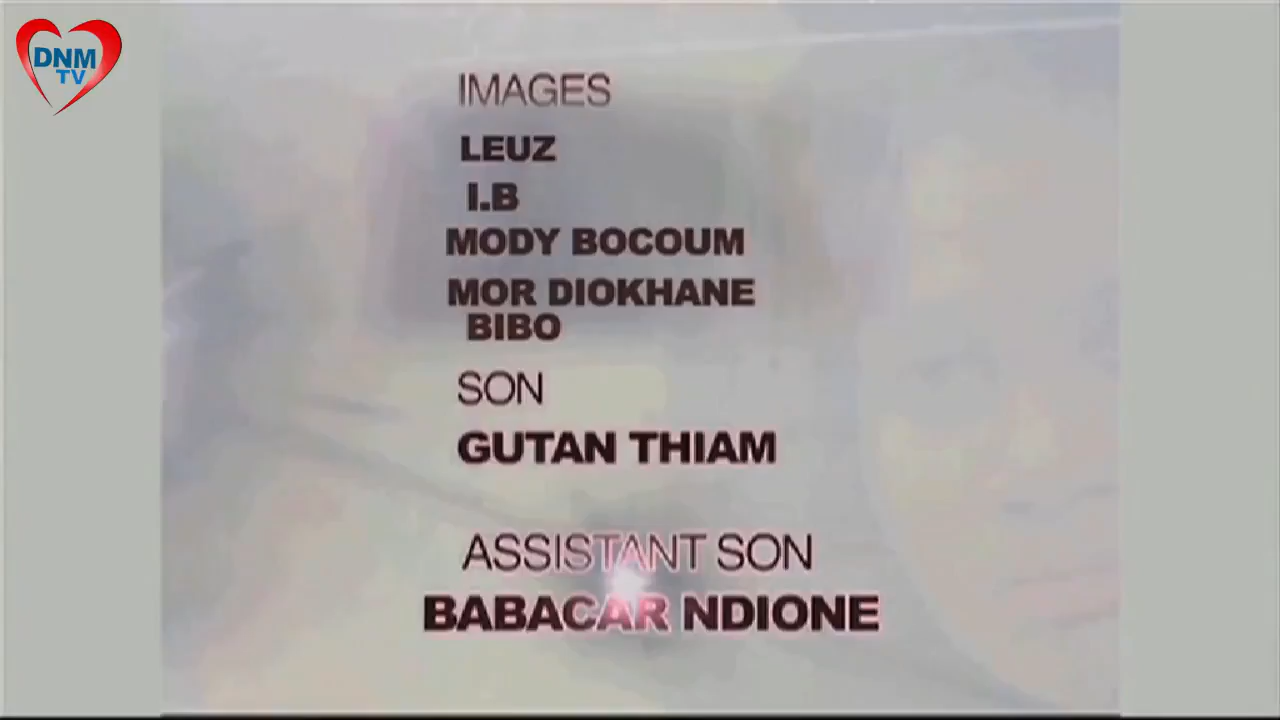 DNM
TV
IMAGES
LEUZ
I.B
MODY BOCOUM
MOR DIOKHANE
BIBO
SON
GUTAN THIAM
ASSISTANT SON
BABACAR NDIONE